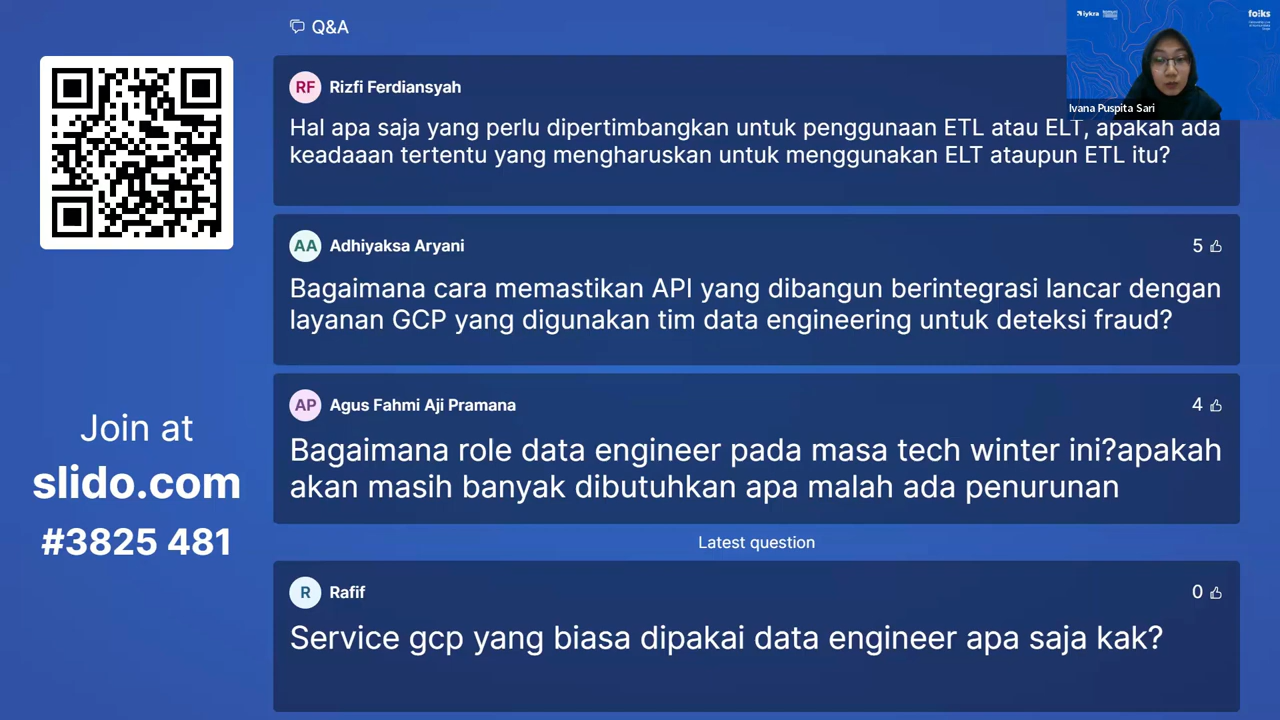 Q&A
iykra
foiks
Ivana Puspita Sari
RF
Rizfi Ferdiansyah
Hal apa saja yang perlu dipertimbangkan untuk penggunaan ETL atau ELT, apakah ada
keadaaan tertentu yang mengharuskan untuk menggunakan ELT ataupun ETL itu?
AA
Adhiyaksa Aryani
5
Bagaimana cara memastikan API yang dibangun berintegrasi lancar dengan
layanan GCP yang digunakan tim data engineering untuk deteksi fraud?
AP
Agus Fahmi Aji Pramana
4
Bagaimana role data engineer pada masa tech winter ini?apakah
akan masih banyak dibutuhkan apa malah ada penurunan
Join at
slido.com
#3825 481
Latest question
R
Rafif
0
Service gcp yang biasa dipakai data engineer apa saja kak?